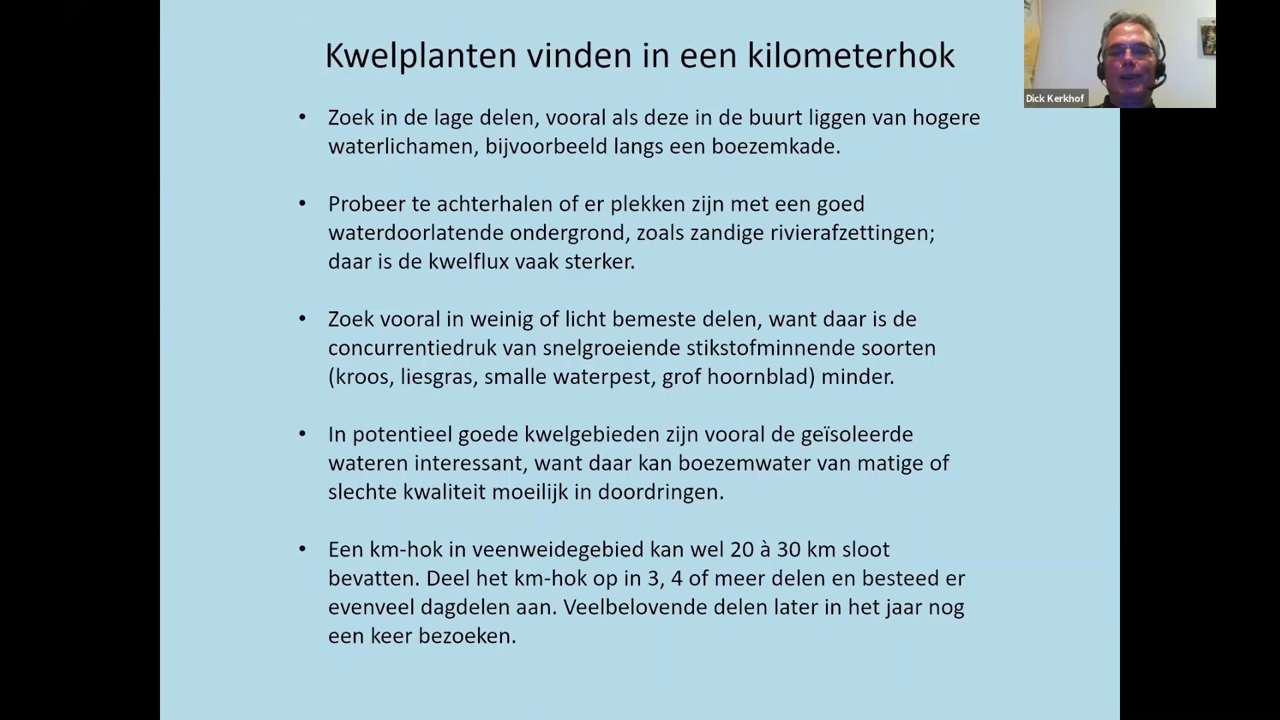 Kwelplanten vinden in een kilometerhok
Dick Kerkhof
• Zoek in de lage delen, vooral als deze in de buurt liggen van hogere
waterlichamen, bijvoorbeeld langs een boezemkade.
• Probeer te achterhalen of er plekken zijn met een goed
waterdoorlatende ondergrond, zoals zandige rivierafzettingen;
daar is de kwelflux vaak sterker.
• Zoek vooral in weinig of licht bemeste delen, want daar is de
concurrentiedruk van snelgroeiende stikstofminnende soorten
(kroos, liesgras, smalle waterpest, grof hoornblad) minder.
• In potentieel goede kwelgebieden zijn vooral de geïsoleerde
wateren interessant, want daar kan boezemwater van matige of
slechte kwaliteit moeilijk in doordringen.
• Een km-hok in veenweidegebied kan wel 20 à 30 km sloot
bevatten. Deel het km-hok op in 3, 4 of meer delen en besteed er
evenveel dagdelen aan. Veelbelovende delen later in het jaar nog
een keer bezoeken.